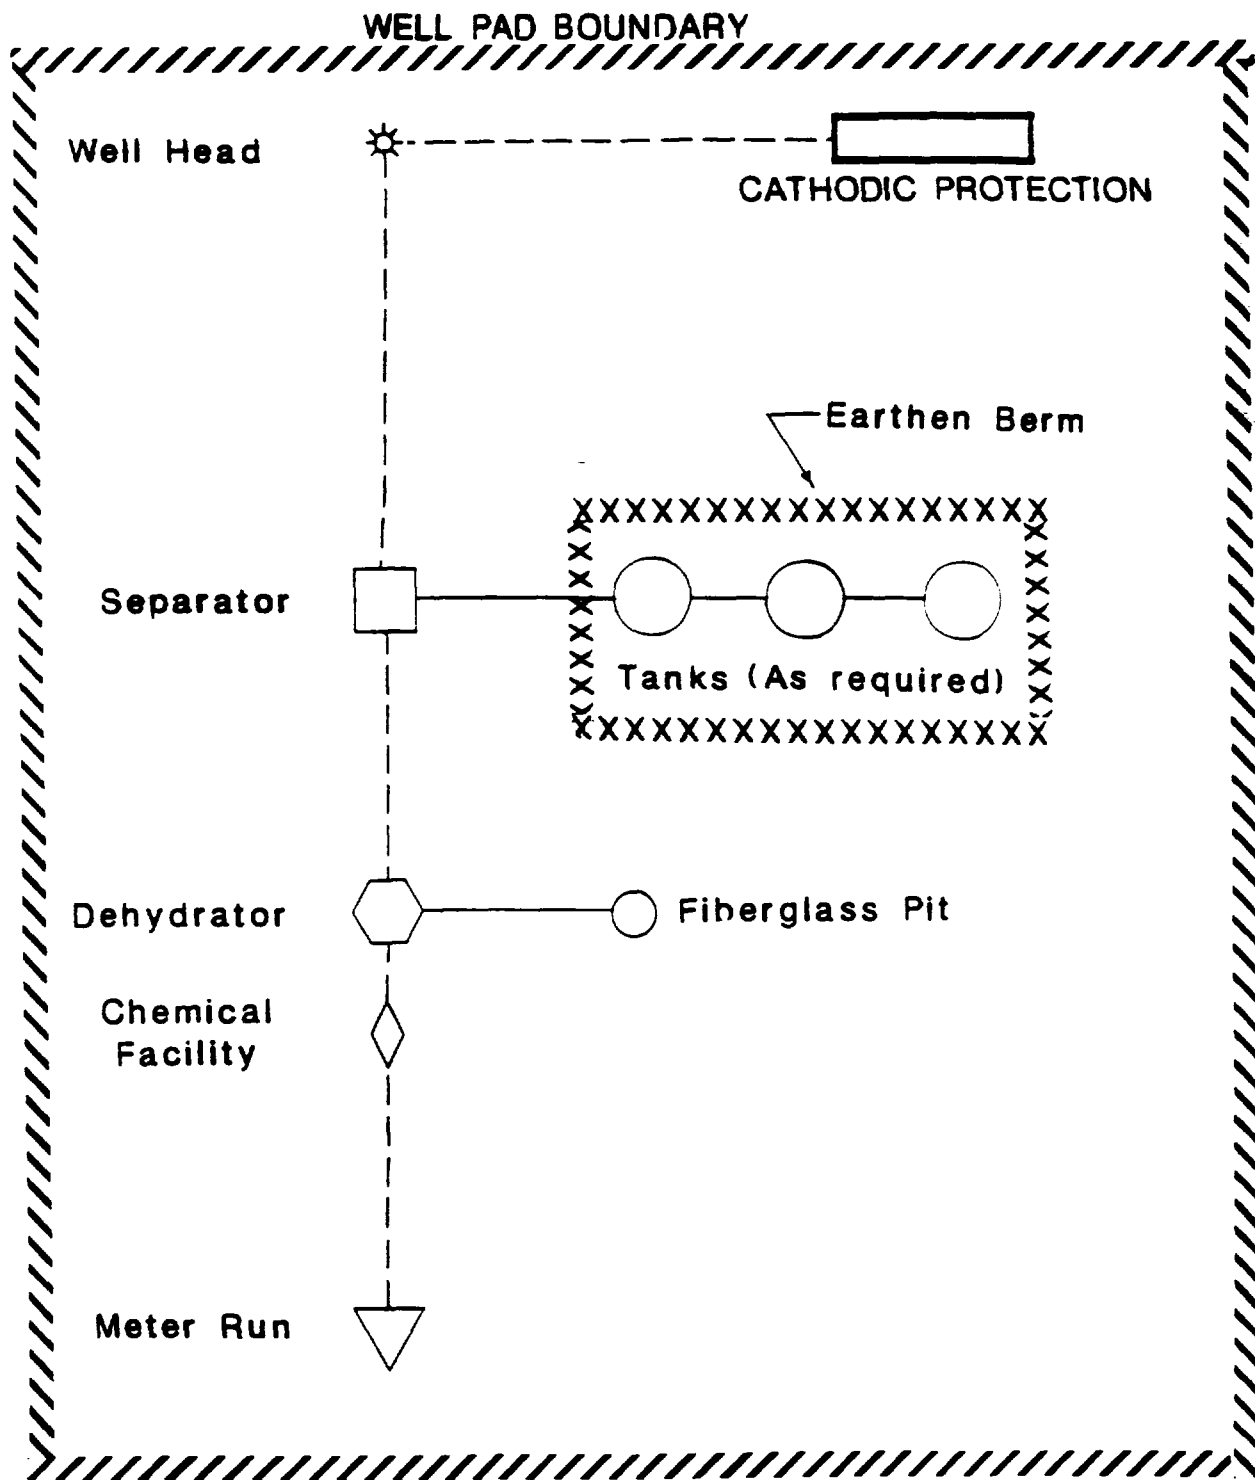 WELL PAD BOUNDARY
Well Head
CATHODIC PROTECTION
Earthen Berm
Separator
Tanks (As required)
Dehydrator
Fiberglass Pit
Chemical
Facility
Meter Run